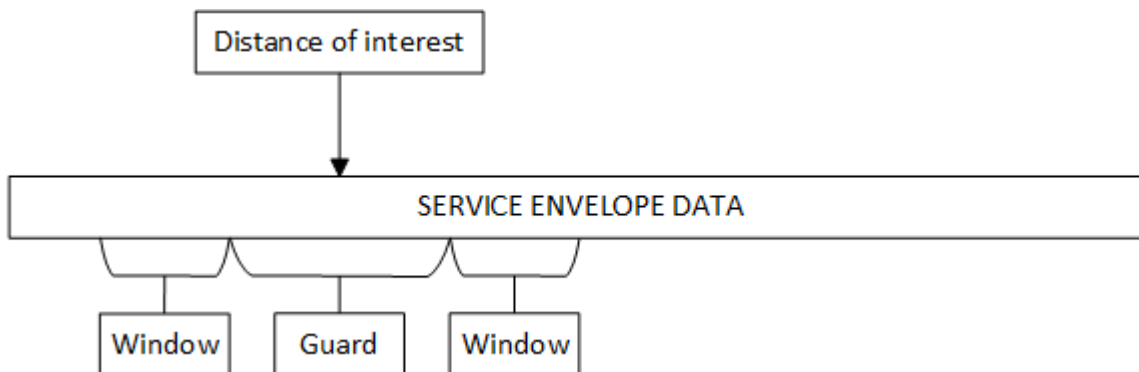 Distance of interest
SERVICE ENVELOPE DATA
Window
Guard
Window